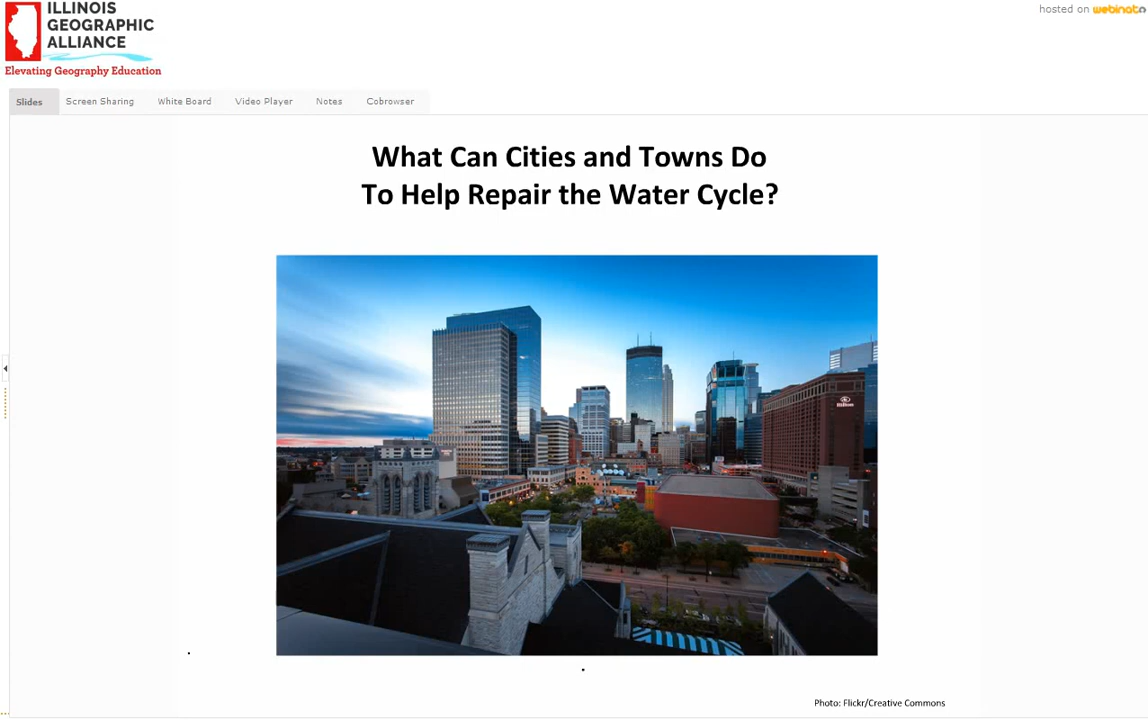 ILLINOIS
GEOGRAPHIC
ALLIANCE
Elevating Geography Education
hosted on webinato
Slides
Screen Sharing
White Board
Video Player
Notes
Cobrowser
What Can Cities and Towns Do
To Help Repair the Water Cycle?
Hilton
Photo: Flickr/Creative Commons